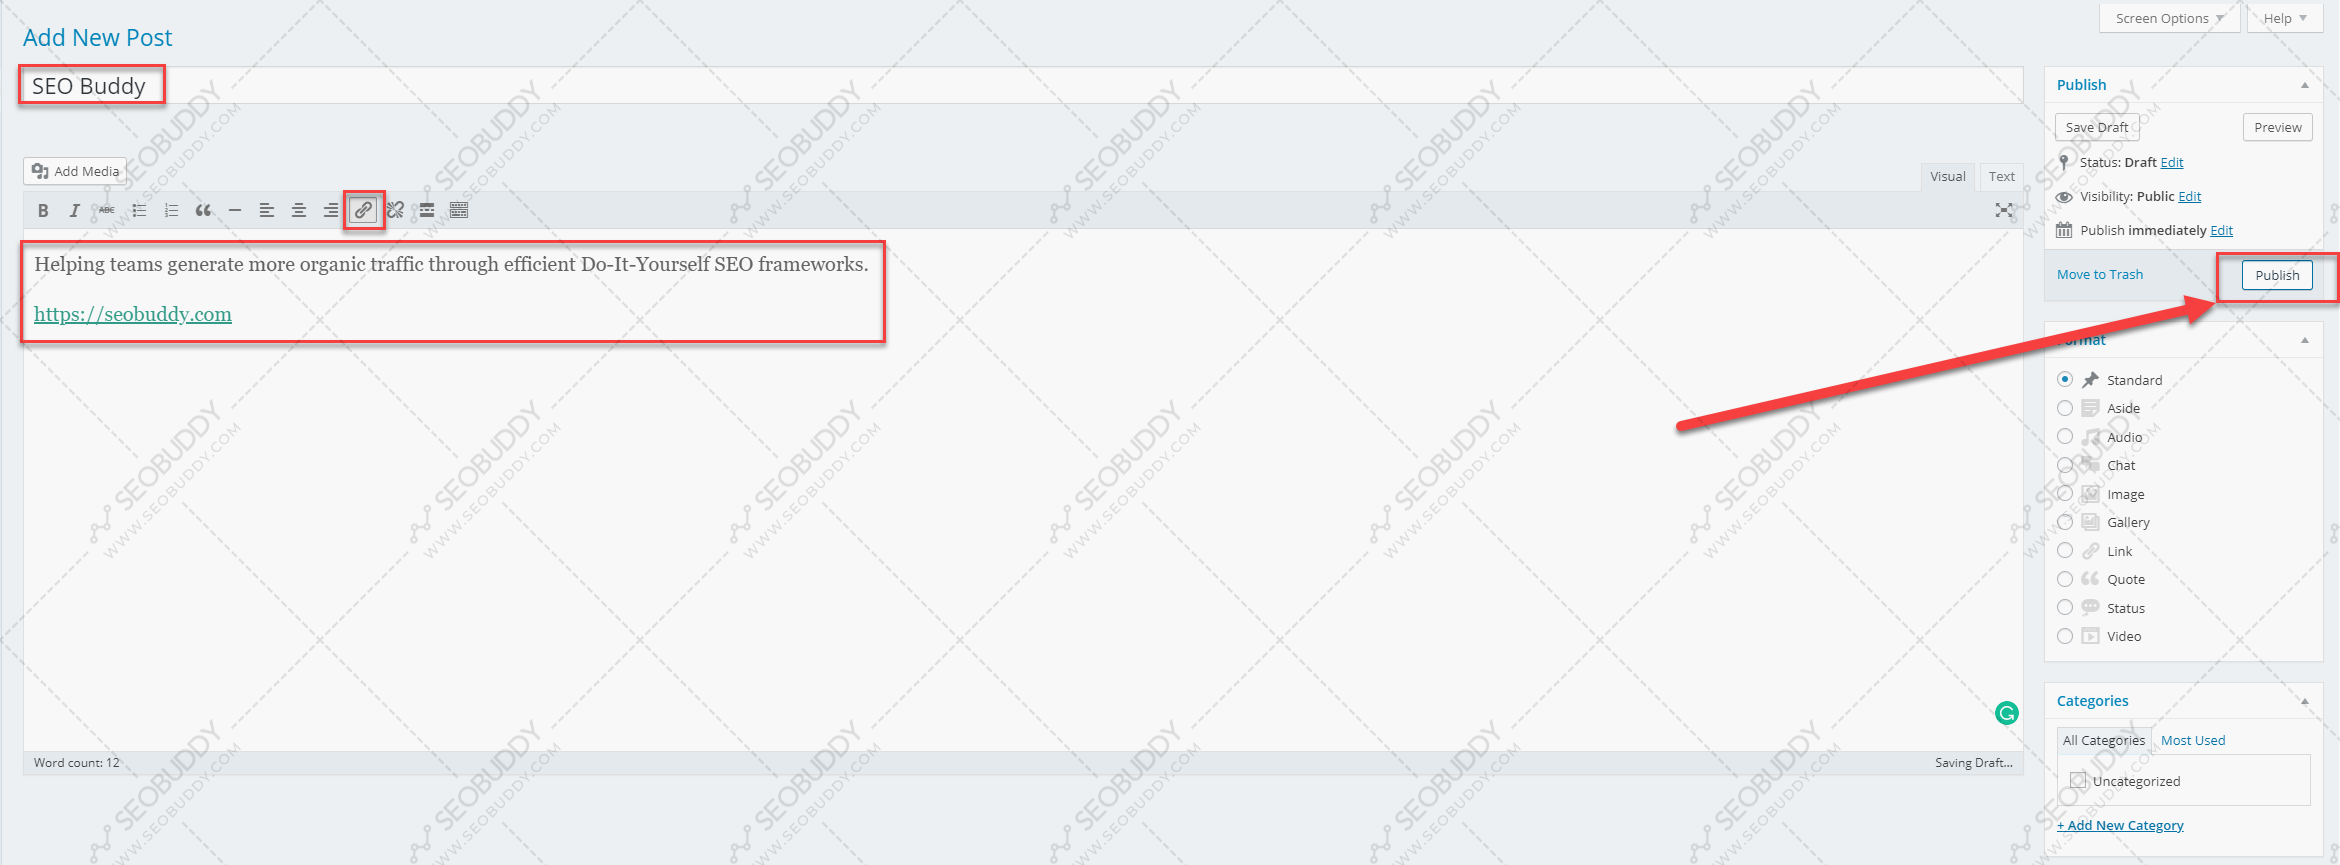 Screen Options
Help
Add New Post
SEO Buddy
Add Media
Visual
Text
B I ABC
Helping teams generate more organic traffic through efficient Do-It-Yourself SEO frameworks.
https://seobuddy.com
Word count: 12
Saving Draft...
Publish
Save Draft
Preview
Status: Draft Edit
Visibility: Public Edit
Publish immediately Edit
Move to Trash
Publish
Format
Standard
Aside
Audio
Chat
Image
Gallery
Link
Quote
Status
Video
Categories
All Categories
Most Used
Uncategorized
+ Add New Category
SEOBUDDY
WWW.SEOBUDDY.COM